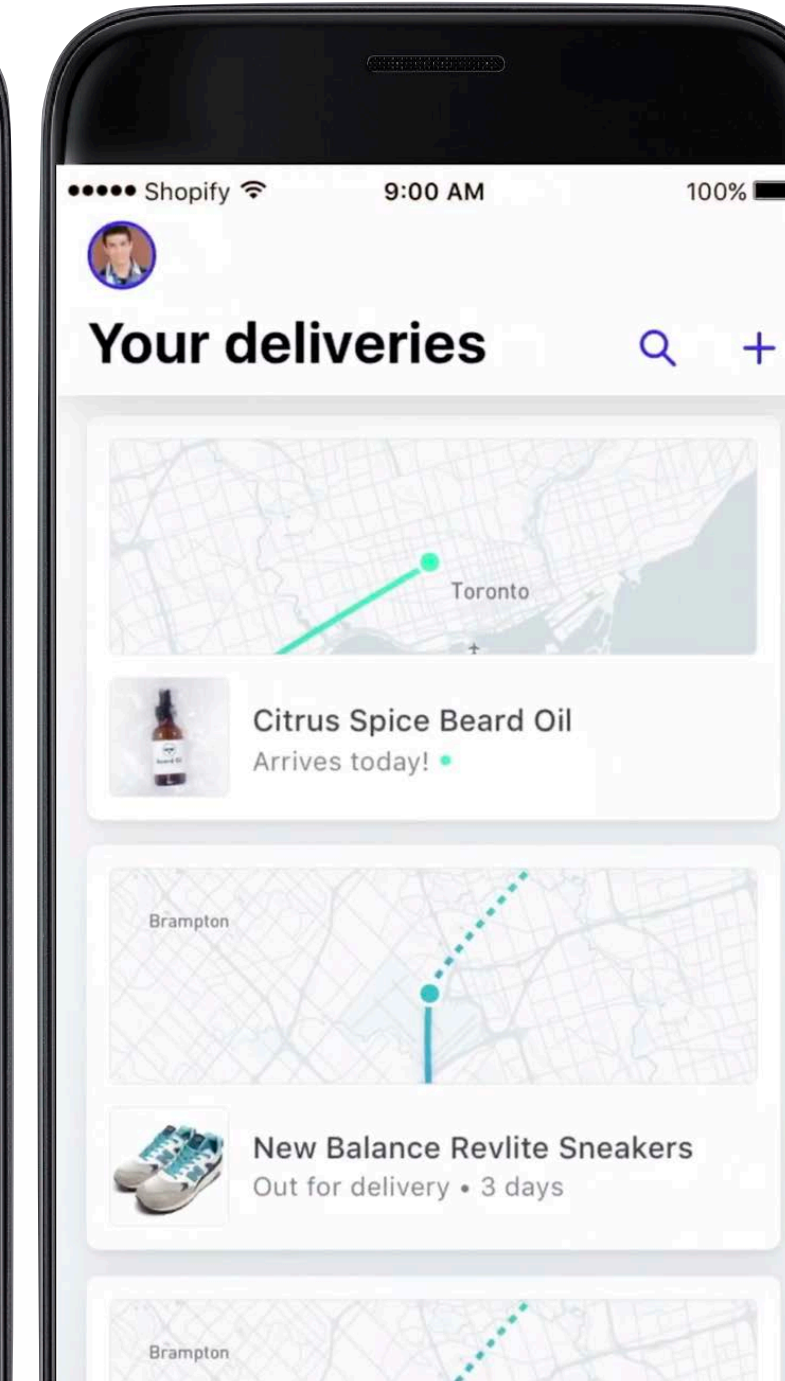 Shopify 9:00 AM 100%
Your deliveries
Toronto
Citrus Spice Beard Oil
Arrives today!
Brampton
New Balance Revlite Sneakers
Out for delivery • 3 days
Brampton